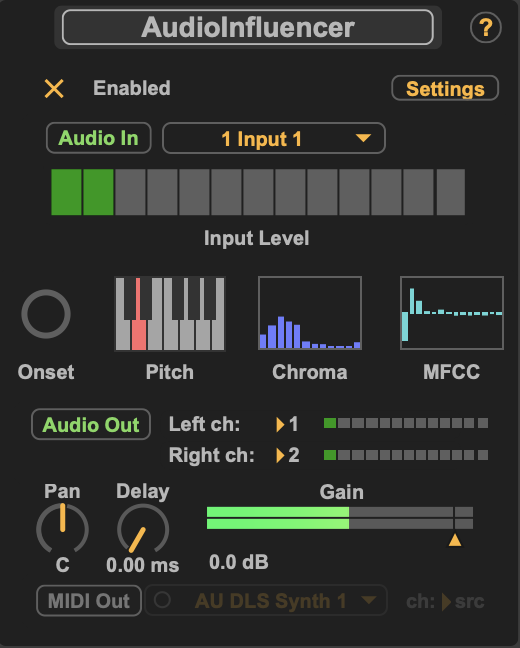 AudioInfluencer
?
Enabled
Settings
Audio In
1 Input 1
Input Level
Onset
Pitch
Chroma
MFCC
Audio Out
Left ch:
1
Right ch:
2
Pan
Delay
Gain
C
0.00 ms
0.0 dB
MIDI Out
AU DLS Synth 1
ch:
src